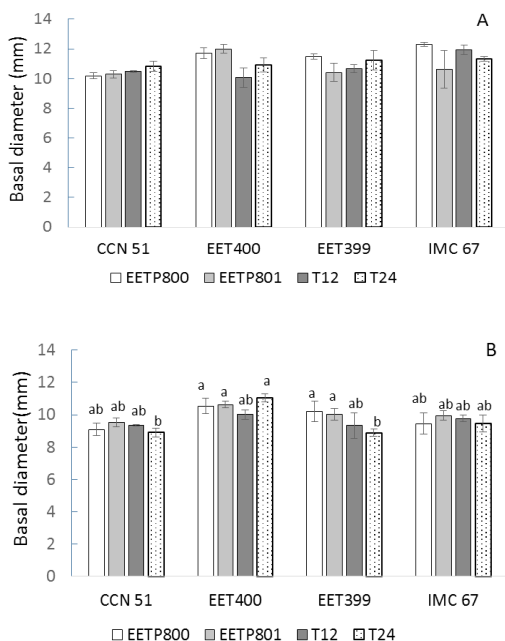 A
Basal diameter (mm)
14
12
10
8
6
4
2
0
CCN 51 EET400 EET399 IMC 67
EETP800 EETP801 T12 T24
B
Basal diameter(mm)
14
12
10
8
6
4
2
0
ab ab ab b a a ab a a a ab b ab ab ab ab
CCN 51 EET400 EET399 IMC 67
EETP800 EETP801 T12 T24